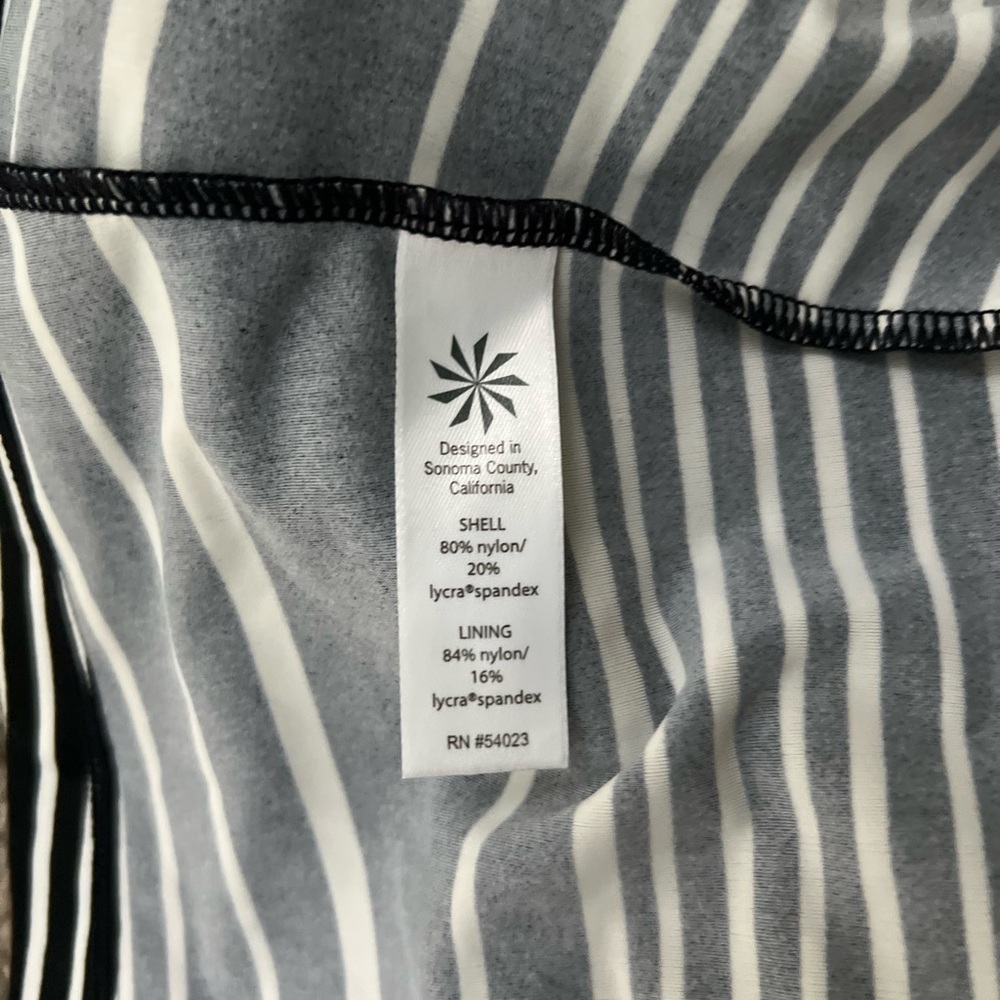 Designed in
Sonoma County,
California
SHELL
80% nylon/
20%
lycra®spandex
LINING
84% nylon/
16%
lycra®spandex
RN #54023